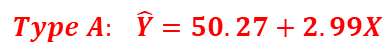 Type A: Ŷ = 50.27 + 2.99X